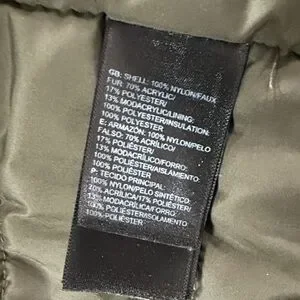 GB: SHELL: 100% NYLON/FAUX
FUR: 70% ACRYLIC/
17% POLYESTER/
13% MODACRYLIC/LINING:
100% POLYESTER/INSULATION:
100% POLYESTER
E: ARMAZÓN: 100% NYLON/PELO
FALSO: 70% ACRÍLICO/
17% POLIÉSTER/
13% MODACRÍLICO/FORRO:
100% POLIÉSTER/AISLAMIENTO:
100% POLIÉSTER
P: TECIDO PRINCIPAL:
100% NYLON/PELO SINTÉTICO:
70% ACRÍLICA/17% POLIÉSTER/
13% MODACRÍLICO/FORRO:
100% POLIÉSTER/ISOLAMENTO
100% POLIÉSTER